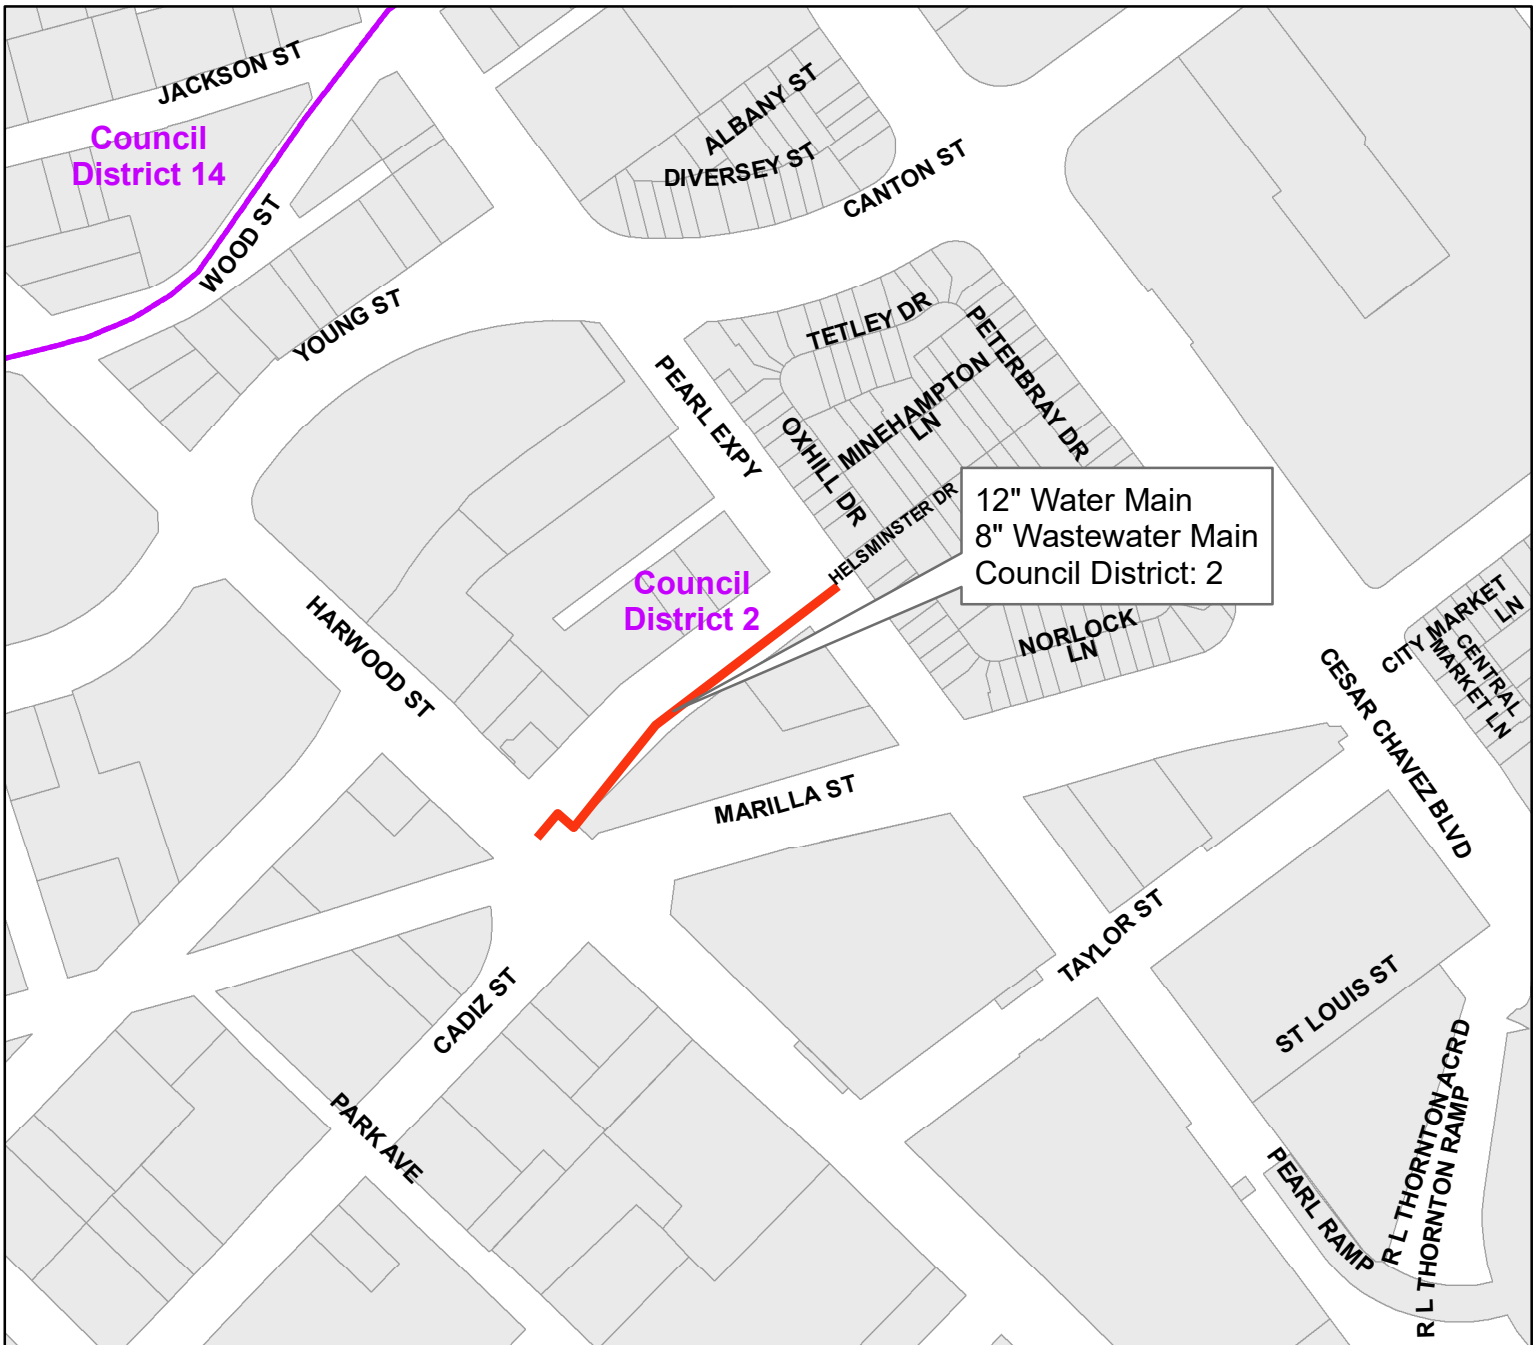 JACKSON ST
ALBANY ST
Council
District 14
DIVERSEY ST
CANTON ST
WOOD ST
YOUNG ST
TETLEY DR
PETERBRAY DR
PEARL EXPY
MINEHAMPTON
LN
OXHILL DR
HELSMINSTER DR
12" Water Main
8" Wastewater Main
Council District: 2
Council
District 2
HARWOOD ST
NORLOCK
LN
CITY MARKET
LN
CENTRAL
MARKET LN
CESAR CHAVEZ BLVD
MARILLA ST
TAYLOR ST
CADIZ ST
ST LOUIS ST
PARK AVE
PEARL RAMP
R L THORNTON ACRD
R L THORNTON RAMP